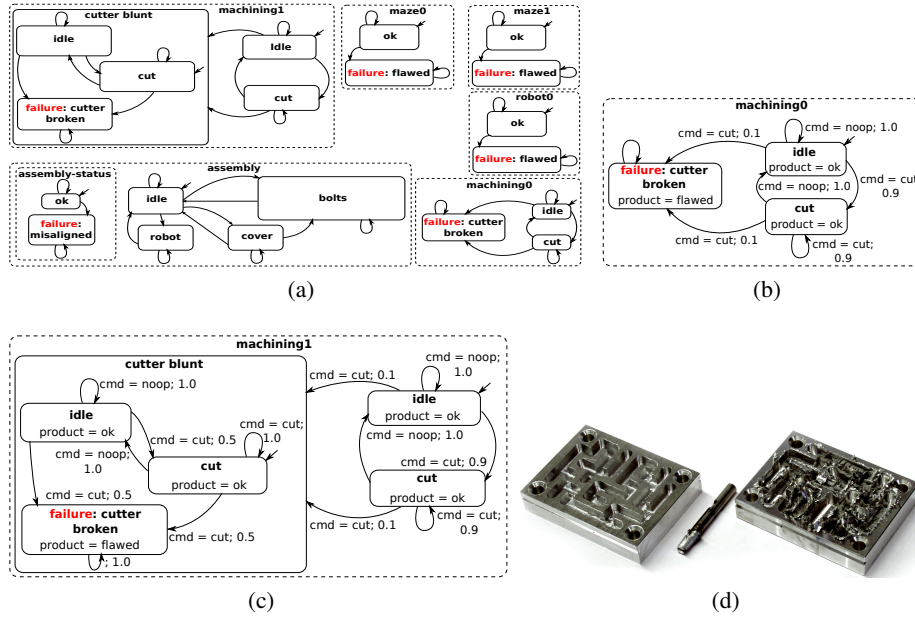 cutter blunt
machining1
idle
cut
failure: cutter
broken
Idle
cut
maze0
ok
failure: flawed
maze1
ok
failure: flawed
robot0
ok
failure: flawed
assembly-status
ok
failure:
misaligned
assembly
idle
bolts
robot
cover
machining0
failure: cutter
broken
idle
cut
(a)
machining0
cmd = cut; 0.1
cmd = noop; 1.0
failure: cutter
broken
product = flawed
idle
product = ok
cmd = noop; 1.0
cmd = cut;
0.9
cut
product = ok
cmd = cut; 0.1
cmd = cut;
0.9
(b)
machining1
cutter blunt
cmd = noop; 1.0
idle
product = ok
cmd = cut; 0.5
cmd = noop;
1.0
cmd = cut;
1.0
cut
product = ok
cmd = cut; 0.5
failure: cutter
broken
product = flawed
cmd = cut; 0.5
; 1.0
cmd = cut; 0.1
cmd = noop;
1.0
idle
product = ok
cmd = noop; 1.0
cmd = cut; 0.9
cut
product = ok
cmd = cut; 0.1
cmd = cut;
0.9
(c)
(d)